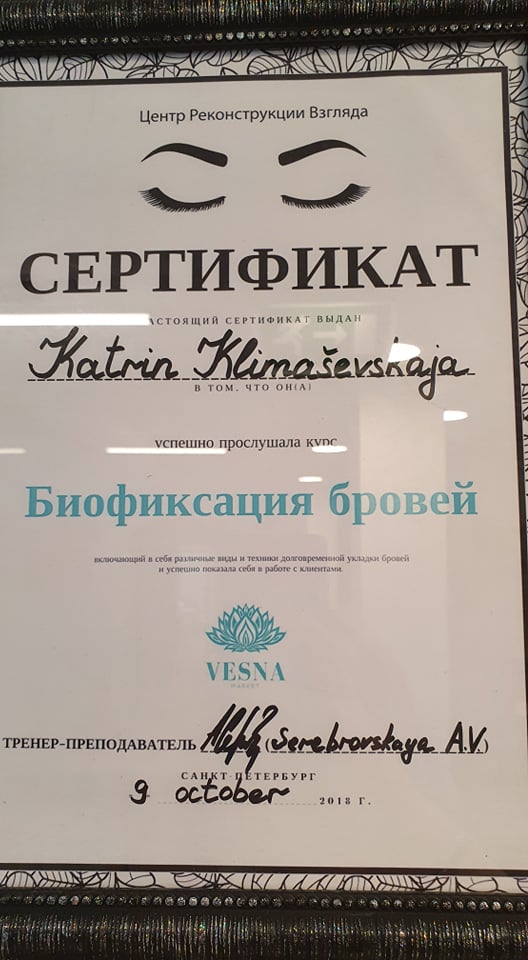 Центр Реконструкции Взгляда
СЕРТИФИКАТ
НАСТОЯЩИЙ СЕРТИФИКАТ ВЫДАН
Katrin Klimaševskaja
В ТОМ, ЧТО ОН(А)
успешно прослушала курс
Биофиксация бровей
включающий в себя различные виды и техники долговременной укладки бровей
и успешно показала себя в работе с клиентами.
VESNA
MARKET
ТРЕНЕР-ПРЕПОДАВАТЕЛЬ (Serebrovskaya A.V.)
САНКТ-ПЕТЕРБУРГ
9 october 2018 Г.